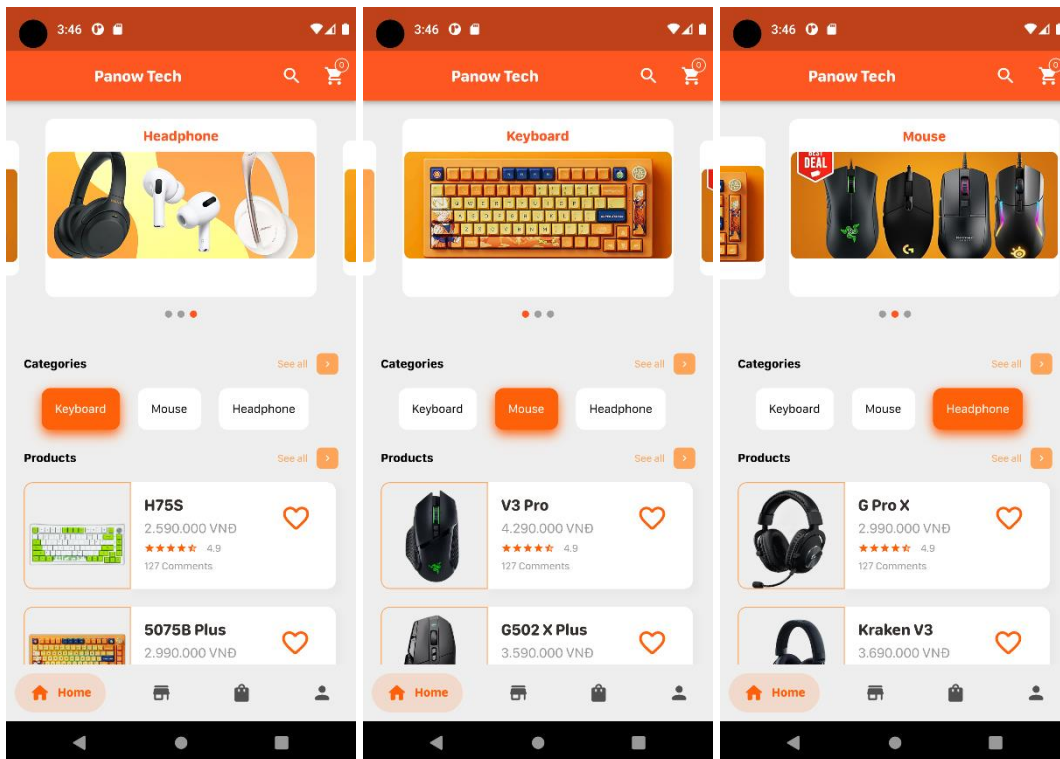 3:46
Panow Tech
0
Headphone
Categories
See all
Keyboard
Mouse
Headphone
Products
See all
H75S
2.590.000 VNĐ
4.9
127 Comments
5075B Plus
2.990.000 VNĐ
Home
3:46
Panow Tech
0
Keyboard
Categories
See all
Keyboard
Mouse
Headphone
Products
See all
V3 Pro
4.290.000 VNĐ
4.9
127 Comments
G502 X Plus
3.590.000 VNĐ
Home
3:46
Panow Tech
0
Mouse
BEST
DEAL
Categories
See all
Keyboard
Mouse
Headphone
Products
See all
G Pro X
2.990.000 VNĐ
4.9
127 Comments
Kraken V3
3.690.000 VNĐ
Home